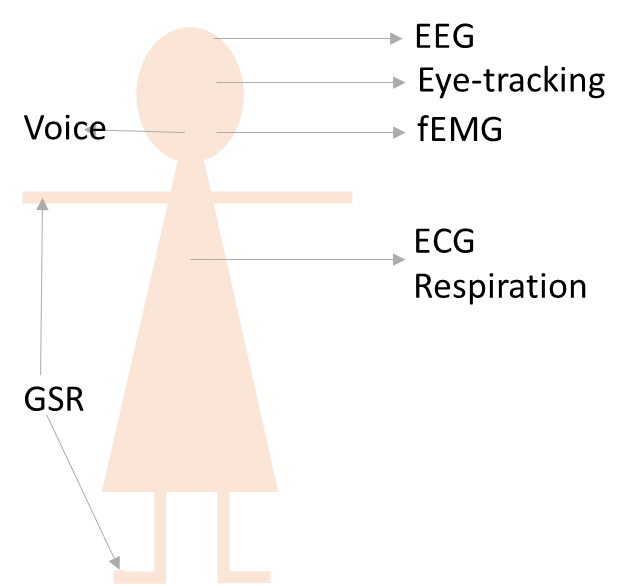 EEG
Eye-tracking
Voice
fEMG
ECG
Respiration
GSR